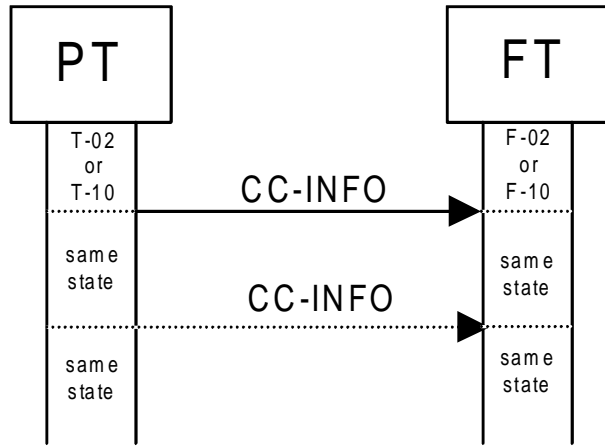 PT
FT
T-02
or
T-10
F-02
or
F-10
CC-INFO
same
state
same
state
CC-INFO
same
state
same
state